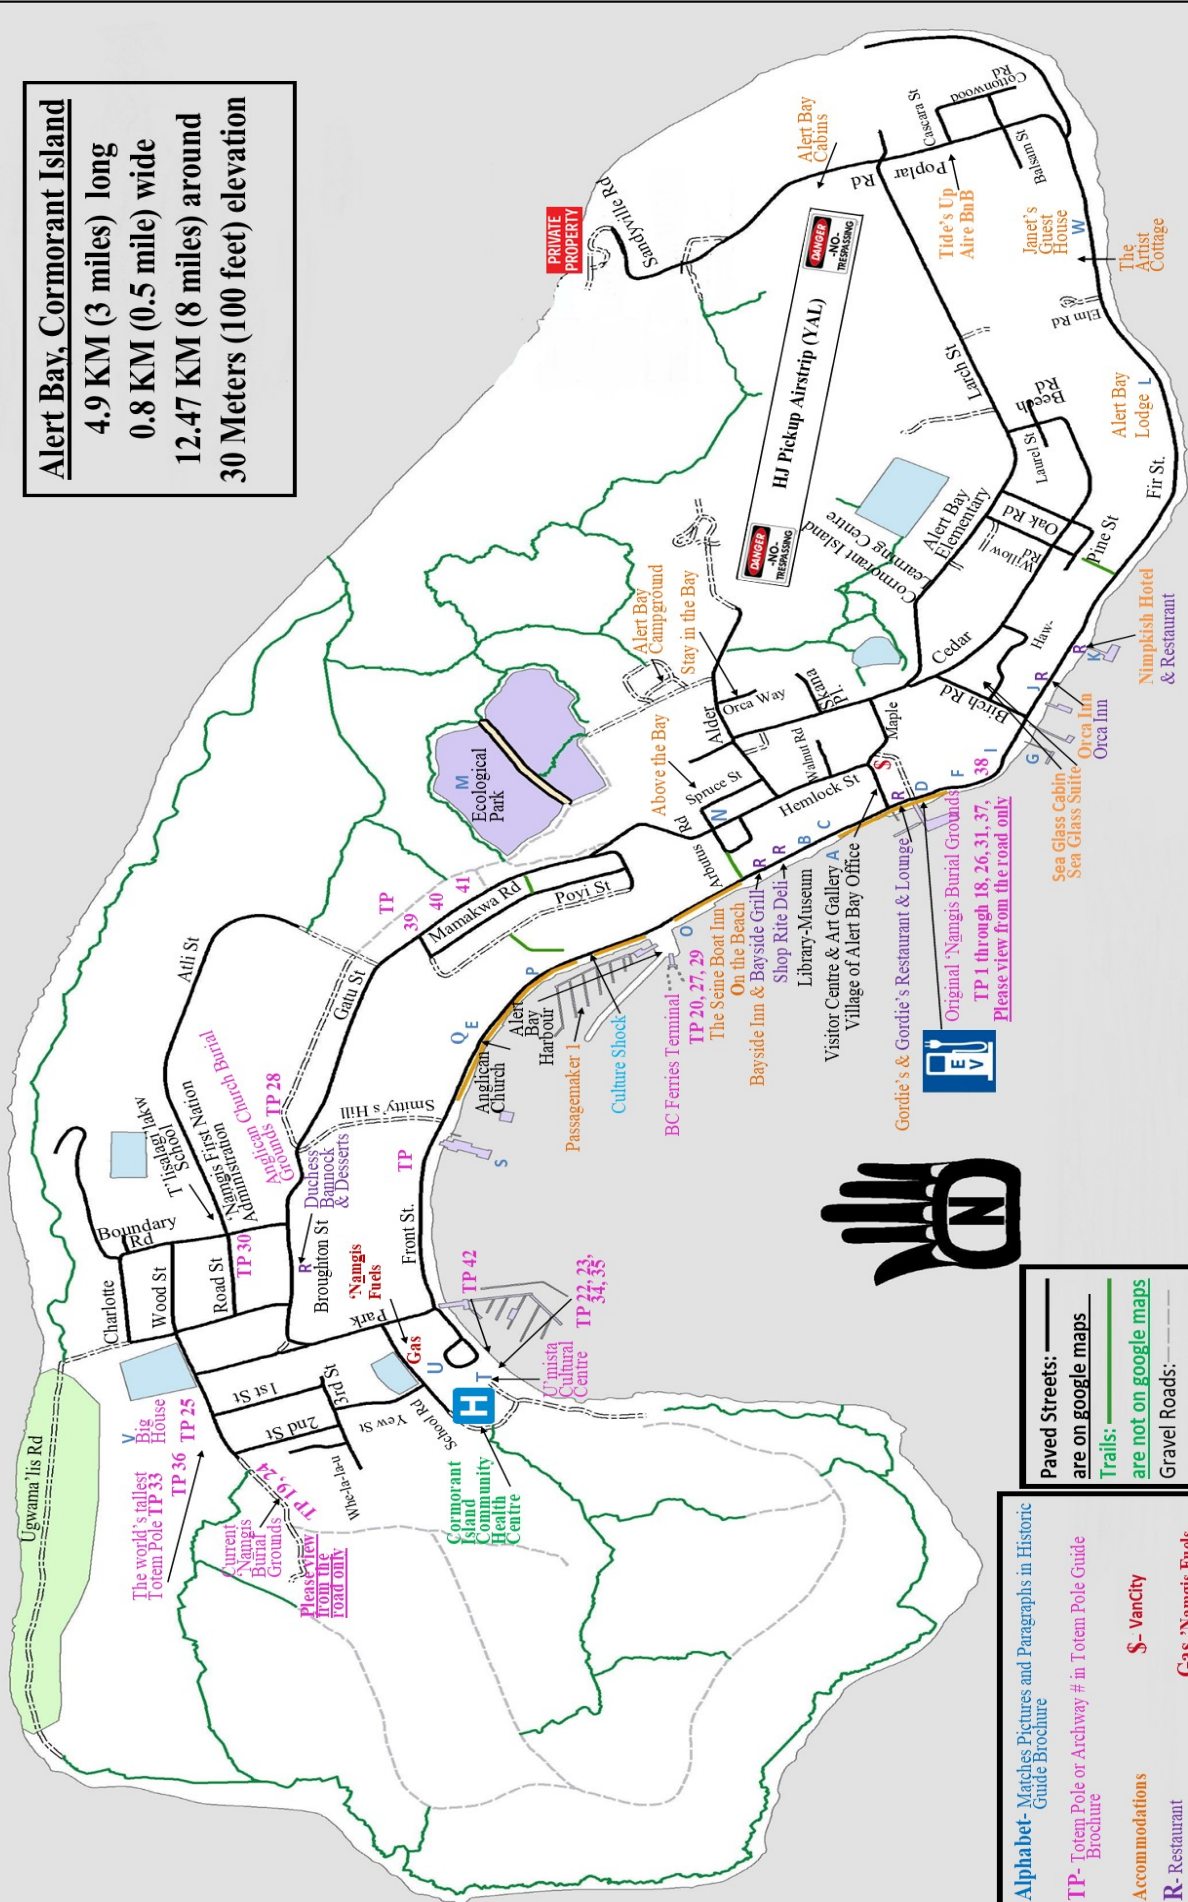 Alert Bay, Cormorant Island
4.9 KM (3 miles) long
0.8 KM (0.5 mile) wide
12.47 KM (8 miles) around
30 Meters (100 feet) elevation
Ugwama'lis Rd
The world's tallest
Totem Pole TP 33
TP 36
V
Big
House
TP 25
Current
'Namgis
Burial
Grounds
TP 19, 24
Please view
from the
road only
Charlotte
Wood St
Road St
Boundary
Rd
1st St
2nd St
3rd St
Whe-la-la-u
Yew St
School Rd
Park
TP 30
T'lisalagi'lakw
School
'Namgis First Nation
Administration
Atli St
Anglican Church Burial
Grounds TP 28
Gatu St
R
Duchess'
Bannock
& Desserts
Broughton St
'Namgis
Fuels
Gas
Front St.
Smitty's Hill
TP
U
H
T
Cormorant
Island
Community
Health
Centre
U'mista
Cultural
Centre
TP 42
TP 22, 23,
34, 35
S
Q E
Anglican
Church
Alert
Bay
Harbour
P
Passagemaker 1
Culture Shock
TP
39
40
41
Mamakwa Rd
Poyi St
M
Ecological
Park
O
BC Ferries Terminal
TP 20, 27, 29
The Seine Boat Inn
On the Beach
Bayside Inn & Bayside Grill
R
Shop Rite Deli
R
Library-Museum
B
Visitor Centre & Art Gallery
A
C
Village of Alert Bay Office
Gordie's & Gordie's Restaurant & Lounge
R
D
EV
Original 'Namgis Burial Grounds
TP 1 through 18, 26, 31, 37,
Please view from the road only
F
38
I
G
Sea Glass Cabin
Sea Glass Suite
Orca Inn
Orca Inn
J R
R
K
Nimpkish Hotel
& Restaurant
Arbutus
Rd
N
Above the Bay
Spruce St
Hemlock St
Walnut Rd
Alder
Orca Way
Skana
Pl.
Maple
$
Alert Bay
Campground
Stay in the Bay
Birch Rd
Cedar
Haw-
Cormorant Island
Learning Centre
Alert Bay
Elementary
Willow
Rd
Oak Rd
Pine St
Laurel St
Beech
Rd
Larch St
Fir St.
Alert Bay
Lodge L
Elm Rd
The
Artist
Cottage
Janet's
Guest
House
W
Tide's Up
Aire BnB
Balsam St
Cottonwood
Rd
Cascara St
Poplar
Rd
Alert Bay
Cabins
Sandyville Rd
PRIVATE
PROPERTY
DANGER
-NO-
TRESPASSING
HJ Pickup Airstrip (YAL)
DANGER
-NO-
TRESPASSING
N
Paved Streets:
are on google maps
Trails:
are not on google maps
Gravel Roads:
Alphabet- Matches Pictures and Paragraphs in Historic
Guide Brochure
TP- Totem Pole or Archway # in Totem Pole Guide
Brochure
Accommodations
$- VanCity
R- Restaurant
Gas 'Namgis Fuels